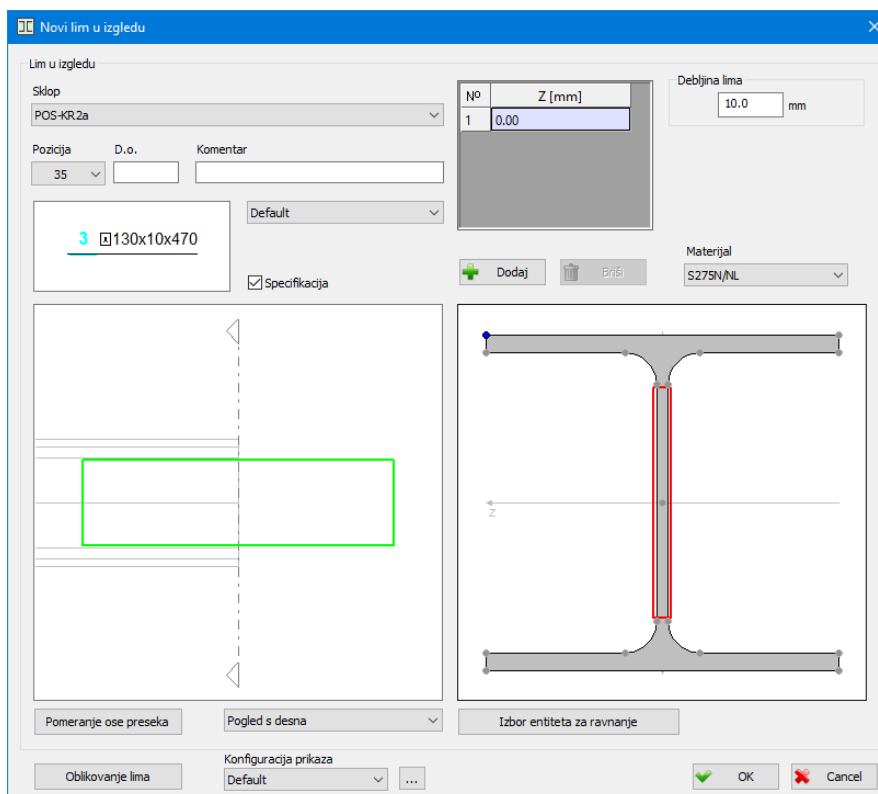 Novi lim u izgledu
Lim u izgledu
Sklop
POS-KR2a
Pozicija D.o. Komentar
35
Default
3 x 130x10x470
Specifikacija
Nº Z [mm]
1 0.00
Debljina lima
10.0 mm
Dodaj Briši
Materijal
S275N/NL
Z
Pomeranje ose preseka Pogled s desna Izbor entiteta za ravnanje
Oblikovanje lima
Konfiguracija prikaza
Default ...
OK Cancel